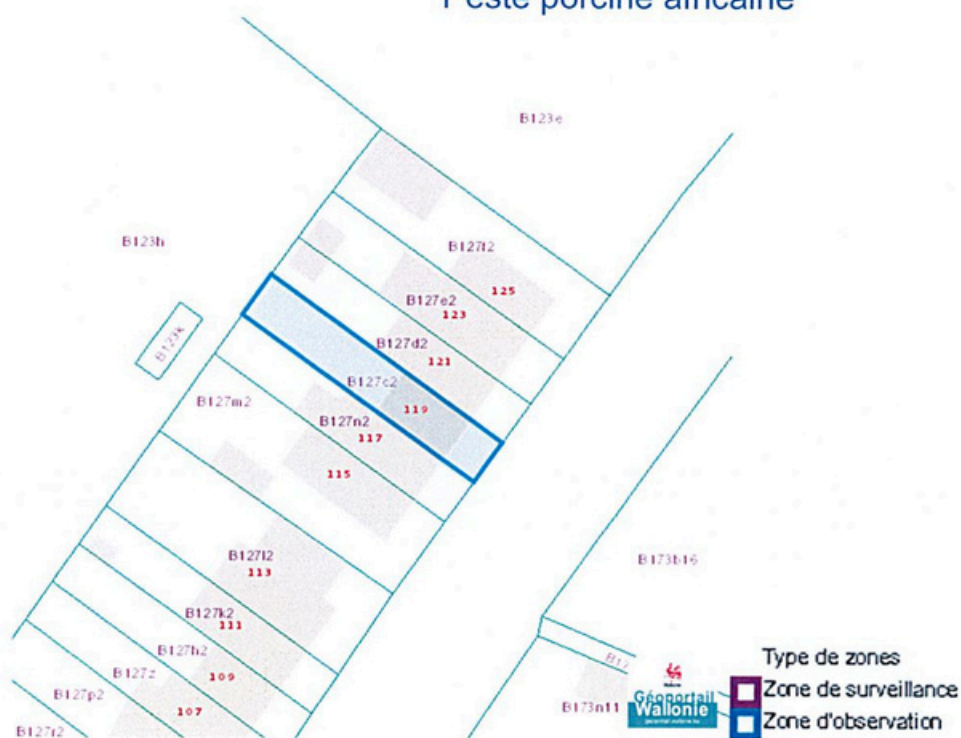 Peste porcine africaine
B123e
B123h
B127f2
125
B127e2
123
B127d2
121
B123k
B127c2
119
B127m2
B127n2
117
115
B127l2
113
B173b16
B127k2
111
B127h2
B127z
109
B127p2
107
B127r2
B173n11
Géoportail
Wallonie
Type de zones
Zone de surveillance
Zone d'observation